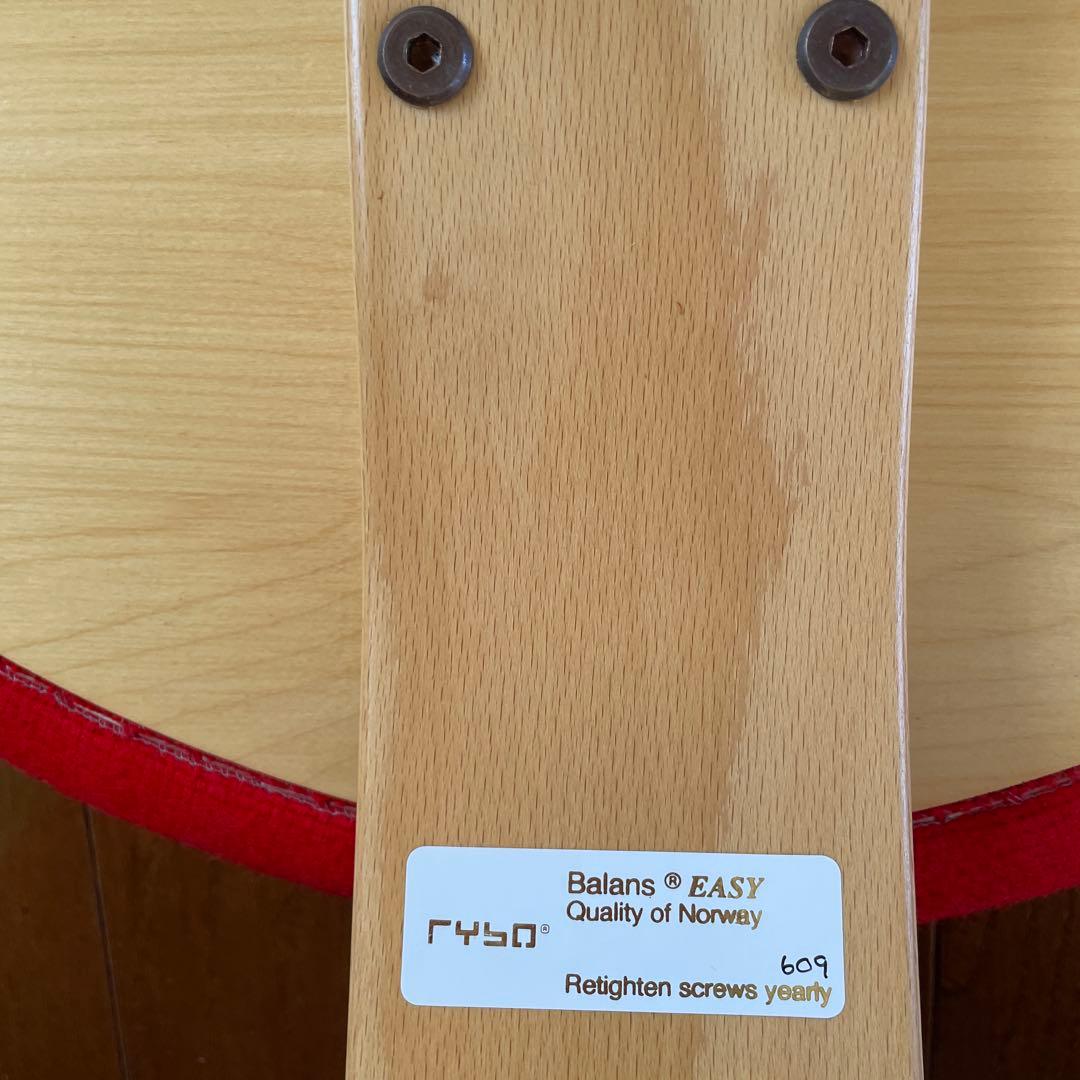 Balans ® EASY
Quality of Norway
rybo®
609
Retighten screws yearly